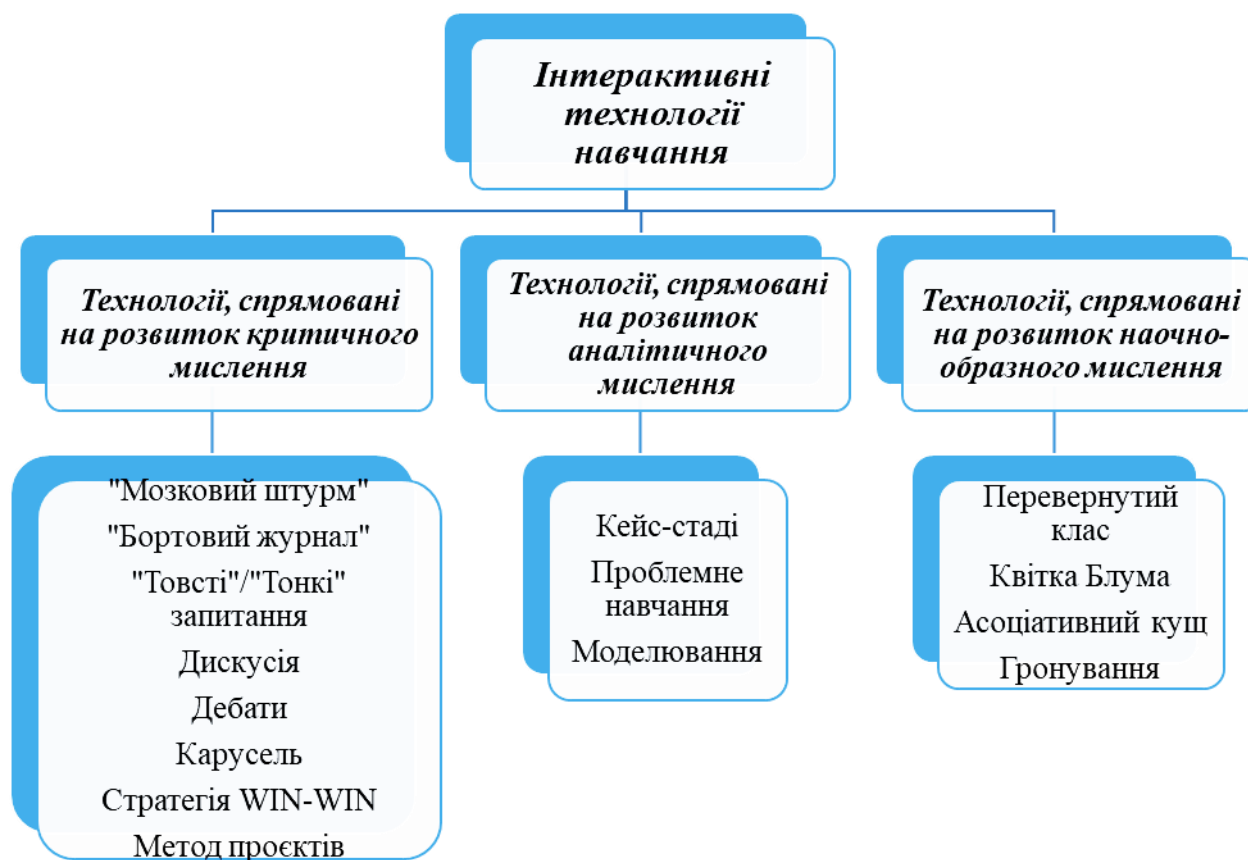 Інтерактивні
технології
навчання
Технології, спрямовані
на розвиток критичного
мислення
Технології, спрямовані
на розвиток
аналітичного
мислення
Технології, спрямовані
на розвиток наочно-
образного мислення
"Мозковий штурм"
"Бортовий журнал"
"Товсті"/"Тонкі"
запитання
Дискусія
Дебати
Карусель
Стратегія WIN-WIN
Метод проєктів
Кейс-стаді
Проблемне
навчання
Моделювання
Перевернутий
клас
Квітка Блума
Асоціативний кущ
Гронування